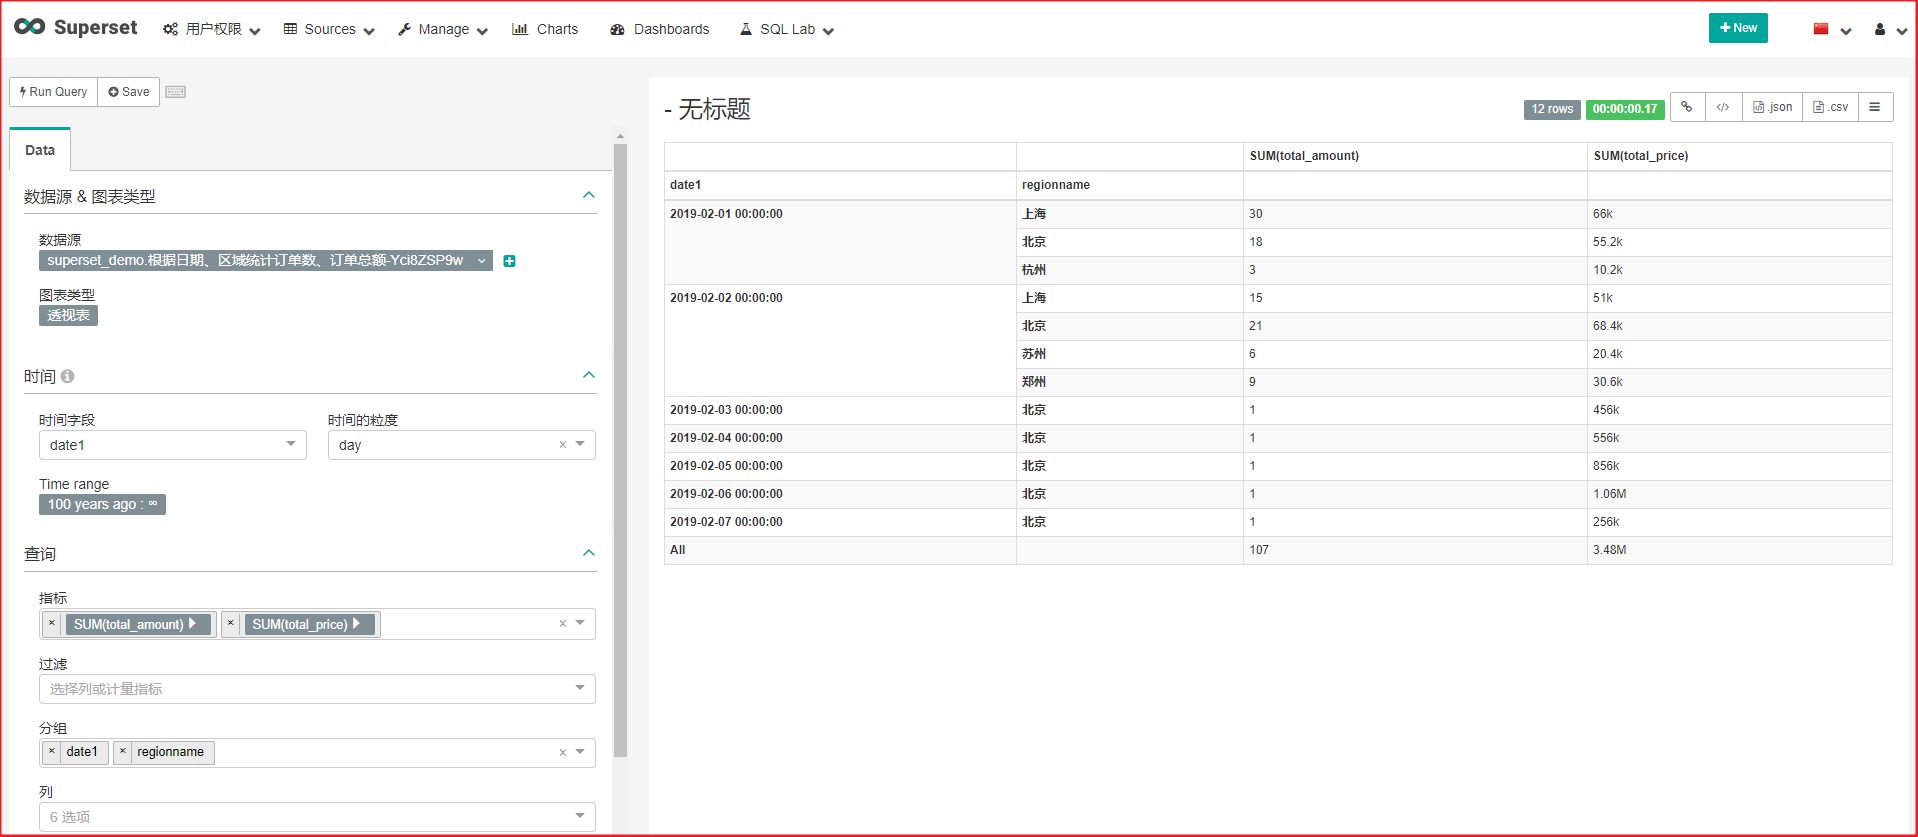 Superset 用户权限 Sources Manage Charts Dashboards SQL Lab New
Run Query Save
Data
数据源 & 图表类型
数据源
superset_demo.根据日期、区域统计订单数、订单总额-Yci8ZSP9w
图表类型
透视表
时间
时间字段 时间的粒度
date1 day
Time range
100 years ago : ∞
查询
指标
SUM(total_amount) SUM(total_price)
过滤
选择列或计量指标
分组
date1 regionname
列
6 选项
- 无标题 12 rows 00:00:00.17 .json .csv
SUM(total_amount) SUM(total_price)
date1 regionname
2019-02-01 00:00:00 上海 30 66k
北京 18 55.2k
杭州 3 10.2k
2019-02-02 00:00:00 上海 15 51k
北京 21 68.4k
苏州 6 20.4k
郑州 9 30.6k
2019-02-03 00:00:00 北京 1 456k
2019-02-04 00:00:00 北京 1 556k
2019-02-05 00:00:00 北京 1 856k
2019-02-06 00:00:00 北京 1 1.06M
2019-02-07 00:00:00 北京 1 256k
All 107 3.48M